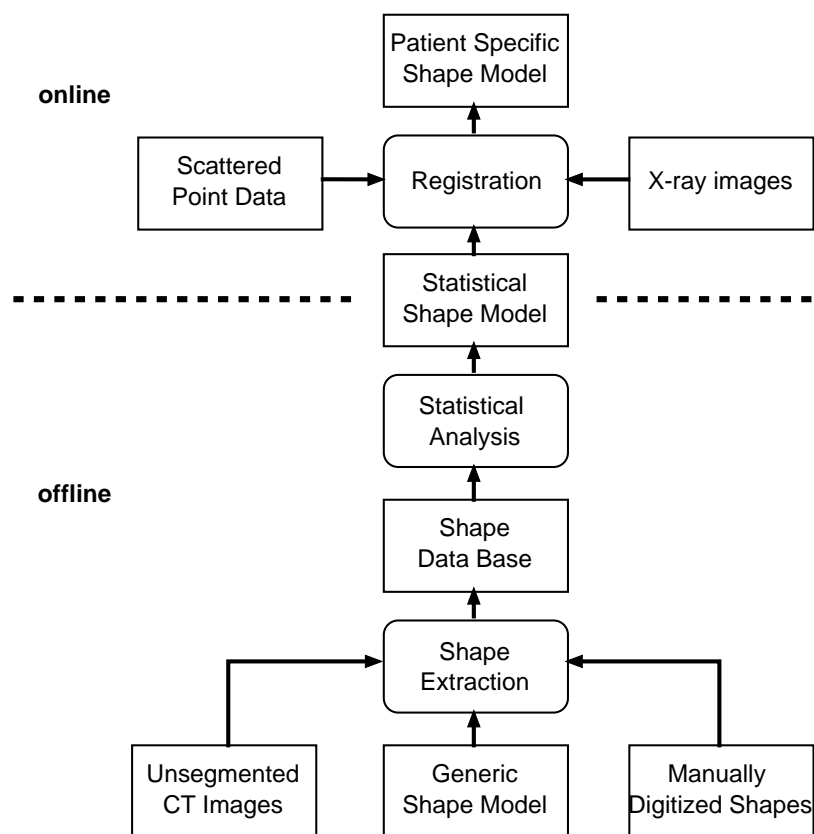 Patient Specific
Shape Model
online
Scattered
Point Data
Registration
X-ray images
Statistical
Shape Model
Statistical
Analysis
offline
Shape
Data Base
Shape
Extraction
Unsegmented
CT Images
Generic
Shape Model
Manually
Digitized Shapes